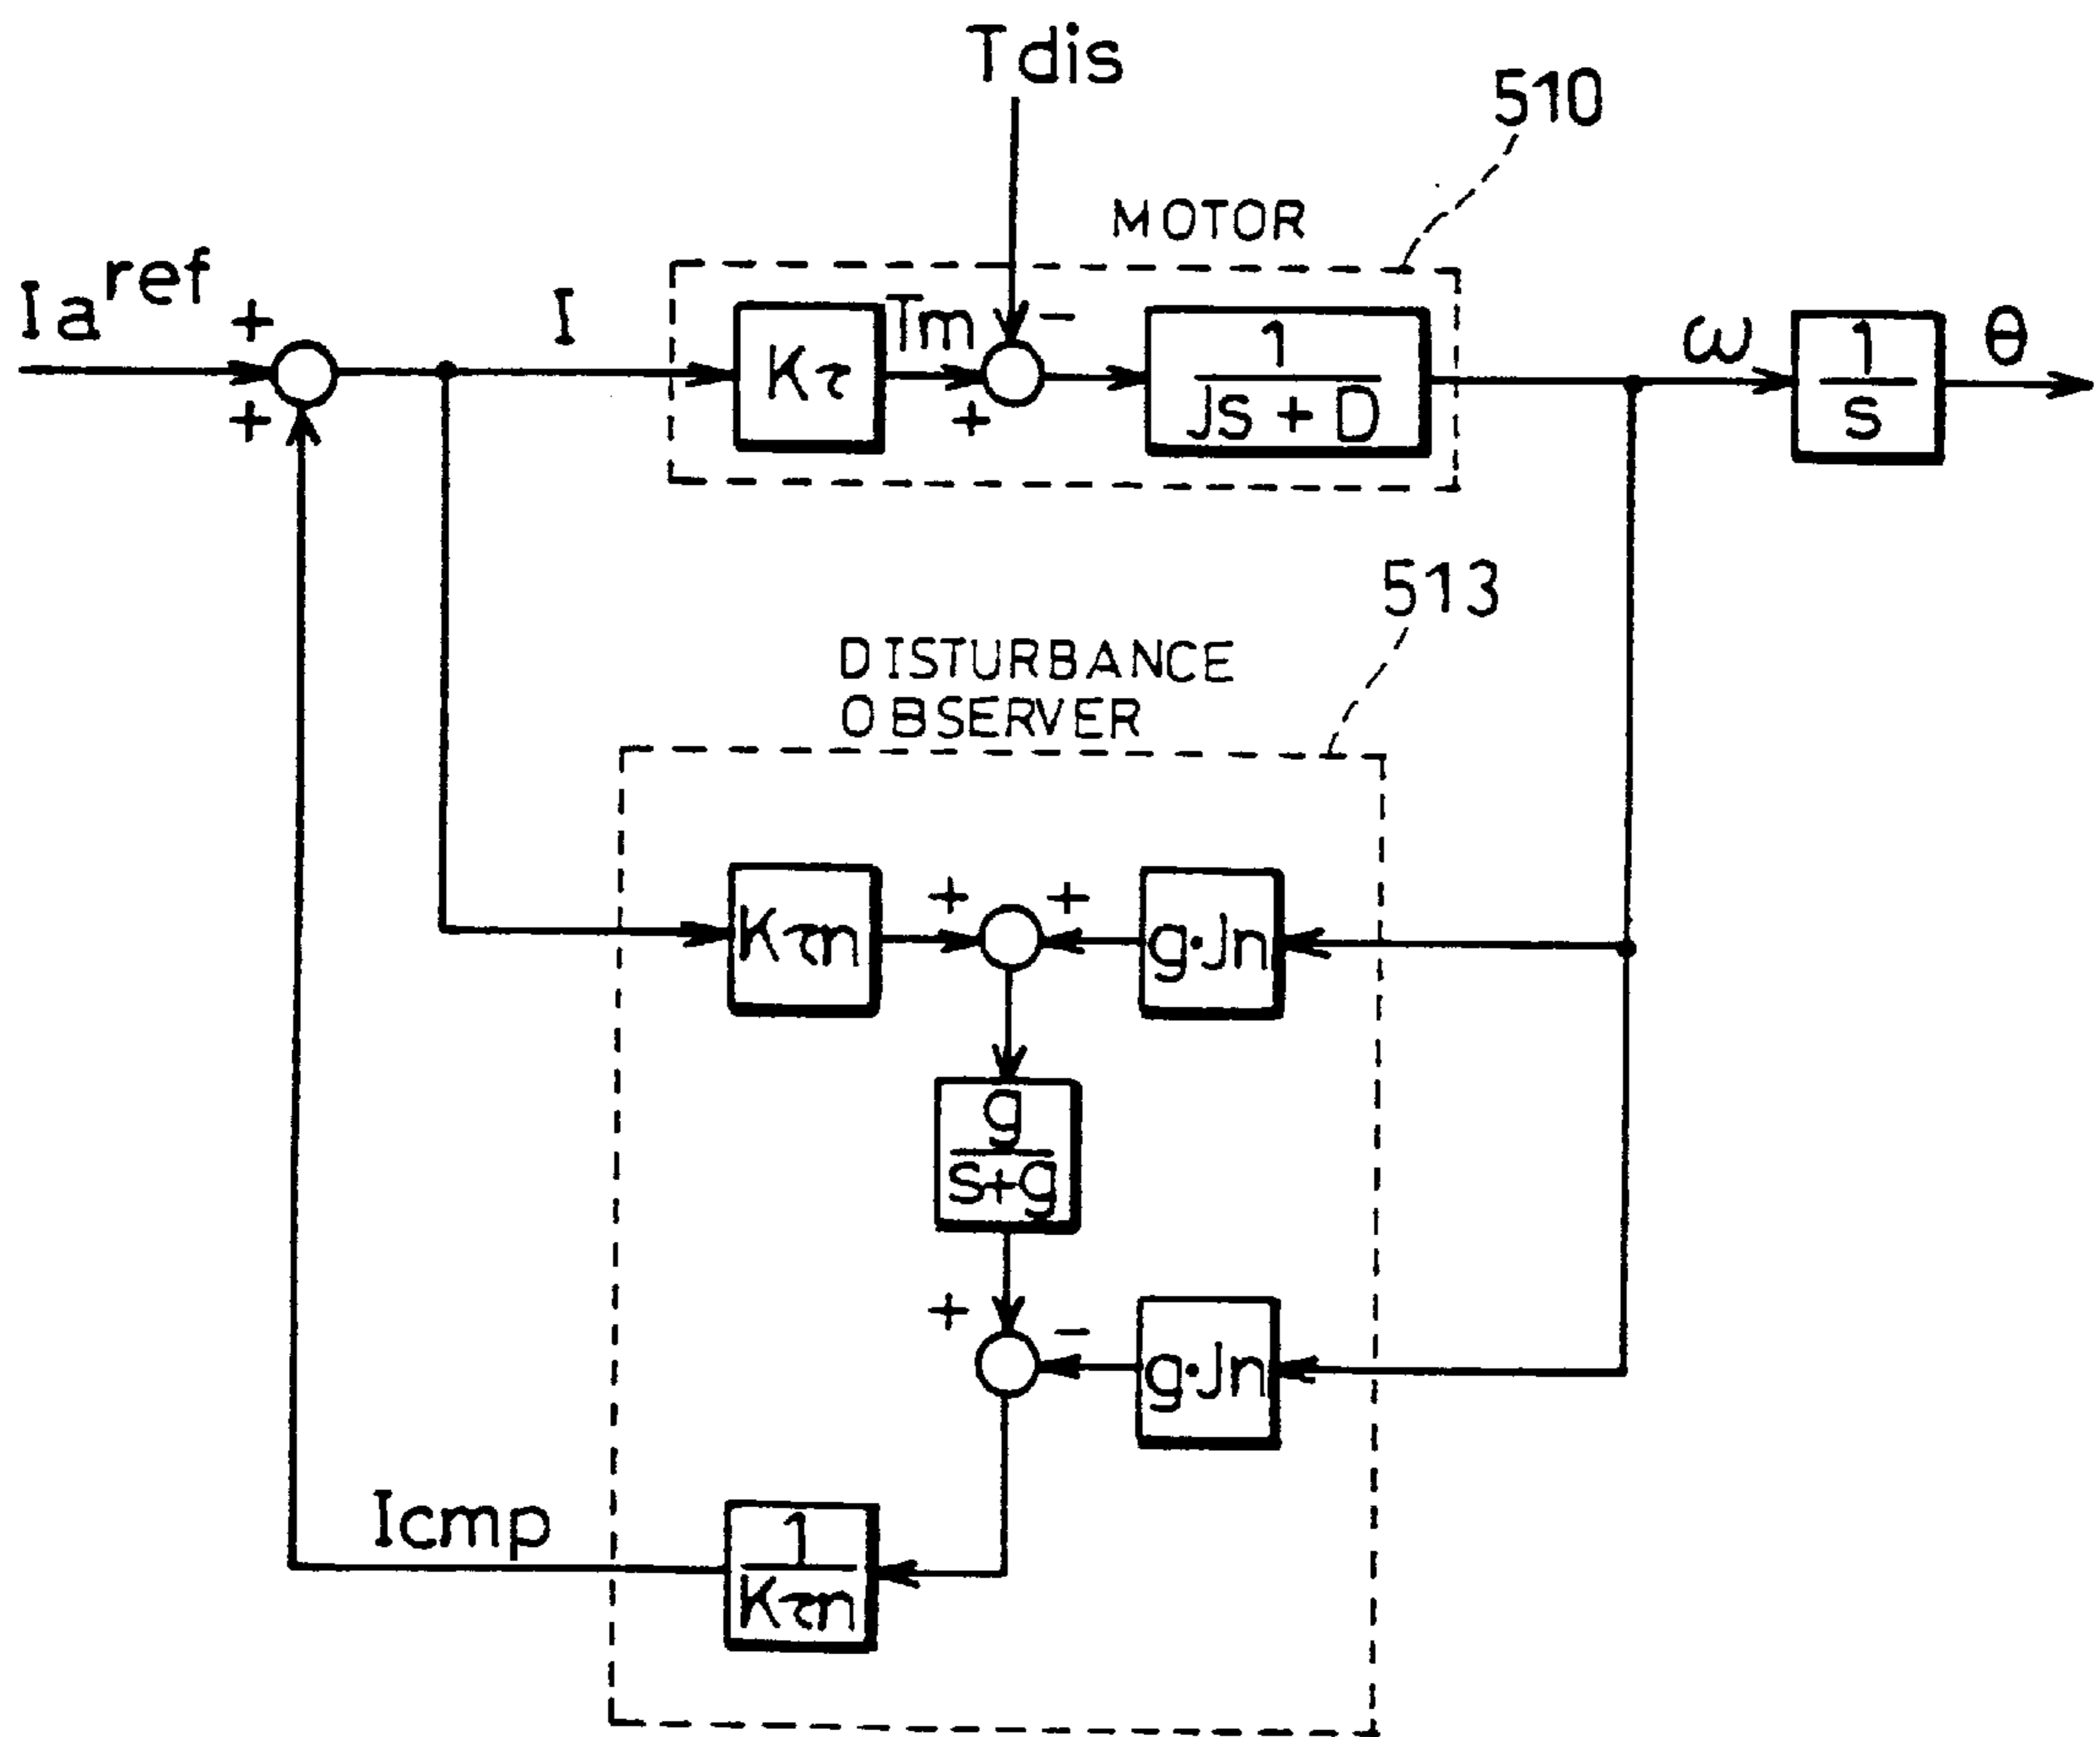 Tdis
510
MOTOR
Ia^ref
+
+
I
Kτ
Tm
+
−
1
Js + D
ω
1
s
θ
513
DISTURBANCE
OBSERVER
Kτn
+
+
g·Jn
g
s+g
+
−
g·Jn
Icmp
1
Kτn